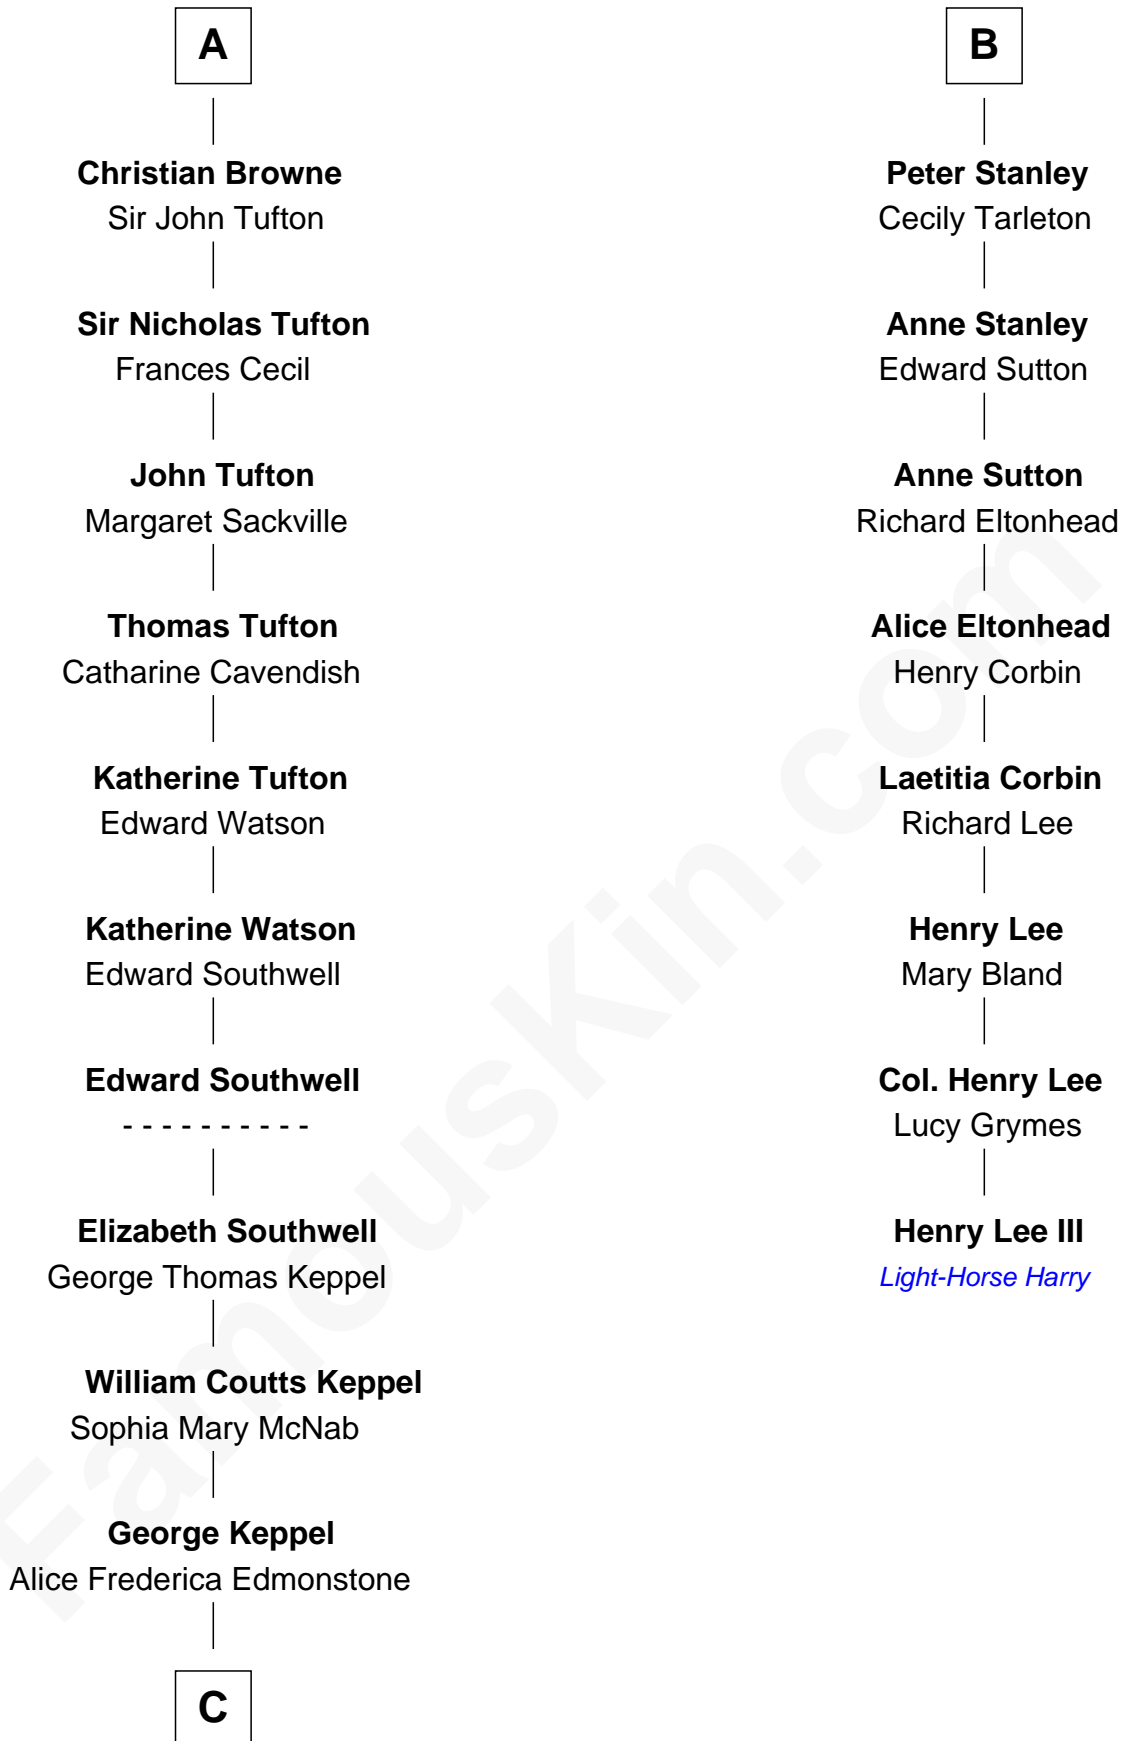 A
Christian Browne
Sir John Tufton
Sir Nicholas Tufton
Frances Cecil
John Tufton
Margaret Sackville
Thomas Tufton
Catharine Cavendish
Katherine Tufton
Edward Watson
Katherine Watson
Edward Southwell
Edward Southwell
- - - - - - - - - -
Elizabeth Southwell
George Thomas Keppel
William Coutts Keppel
Sophia Mary McNab
George Keppel
Alice Frederica Edmonstone
C
B
Peter Stanley
Cecily Tarleton
Anne Stanley
Edward Sutton
Anne Sutton
Richard Eltonhead
Alice Eltonhead
Henry Corbin
Laetitia Corbin
Richard Lee
Henry Lee
Mary Bland
Col. Henry Lee
Lucy Grymes
Henry Lee III
Light-Horse Harry
FamousKin.com